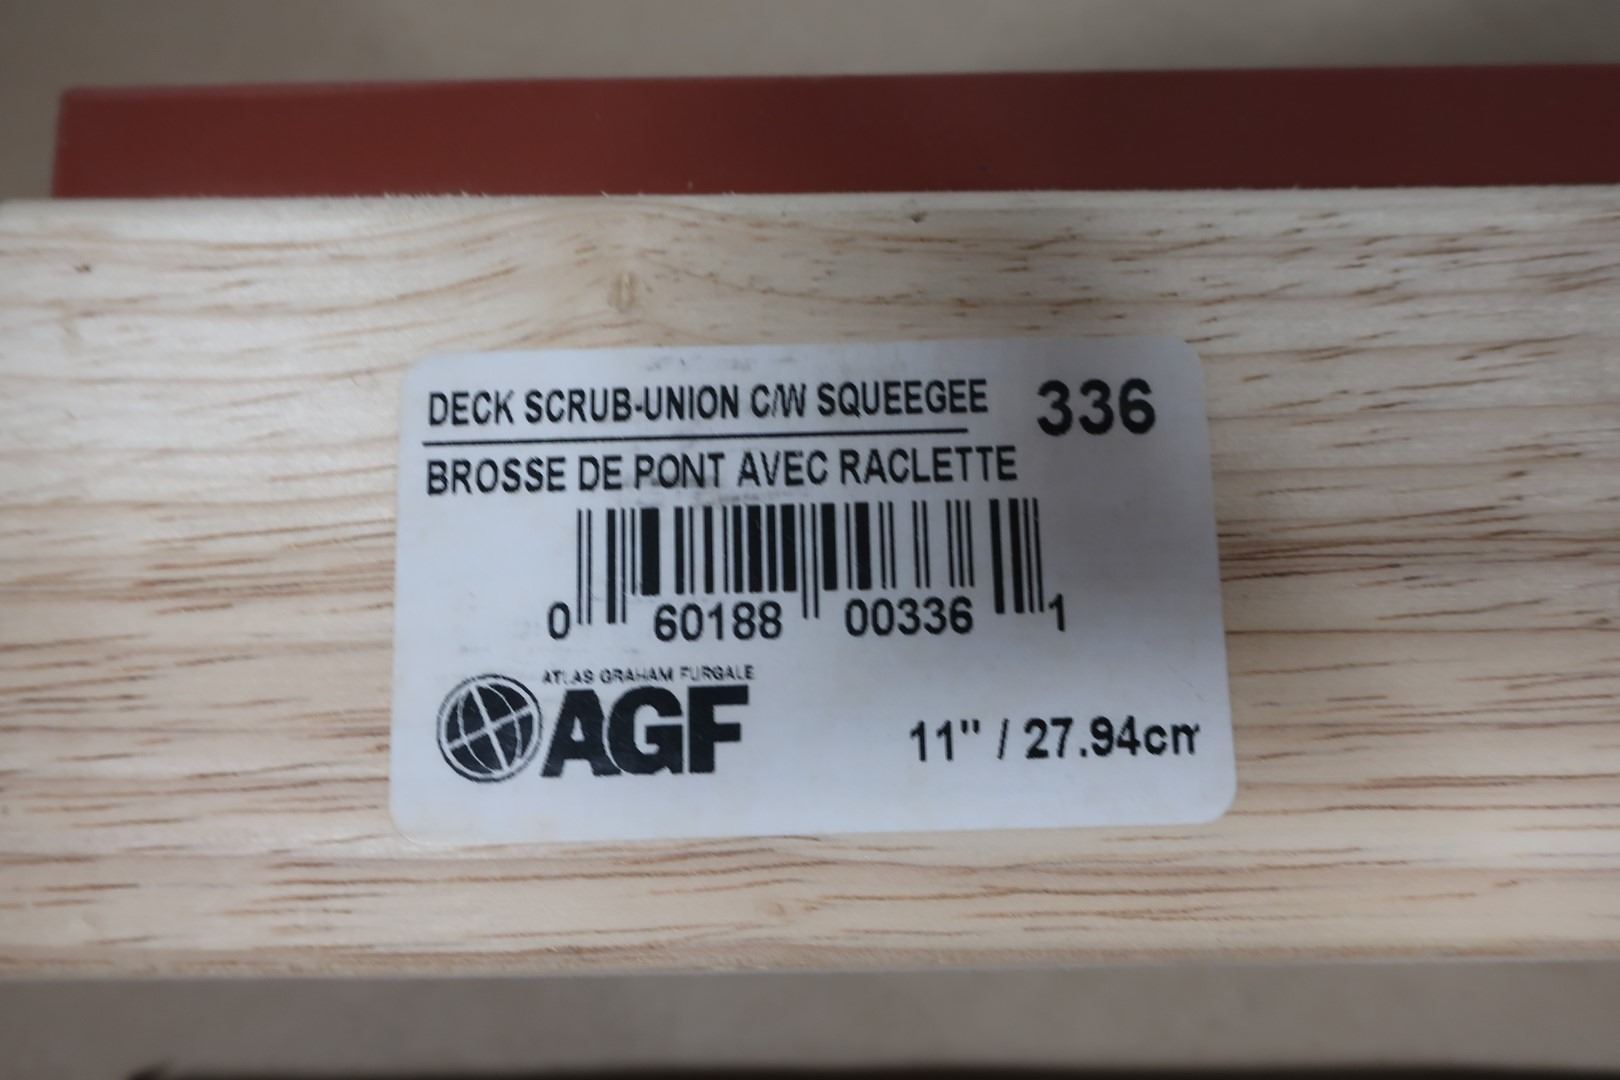 DECK SCRUB-UNION C/W SQUEEGEE 336
BROSSE DE PONT AVEC RACLETTE
0 60188 00336 1
ATLAS GRAHAM FURGALE
AGF
11" / 27.94cm